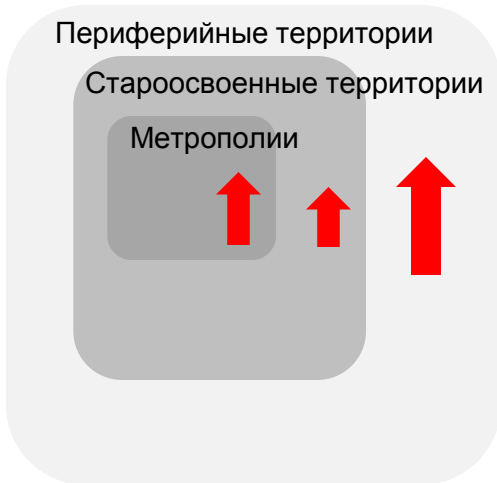 Периферийные территории
Староосвоенные территории
Метрополии